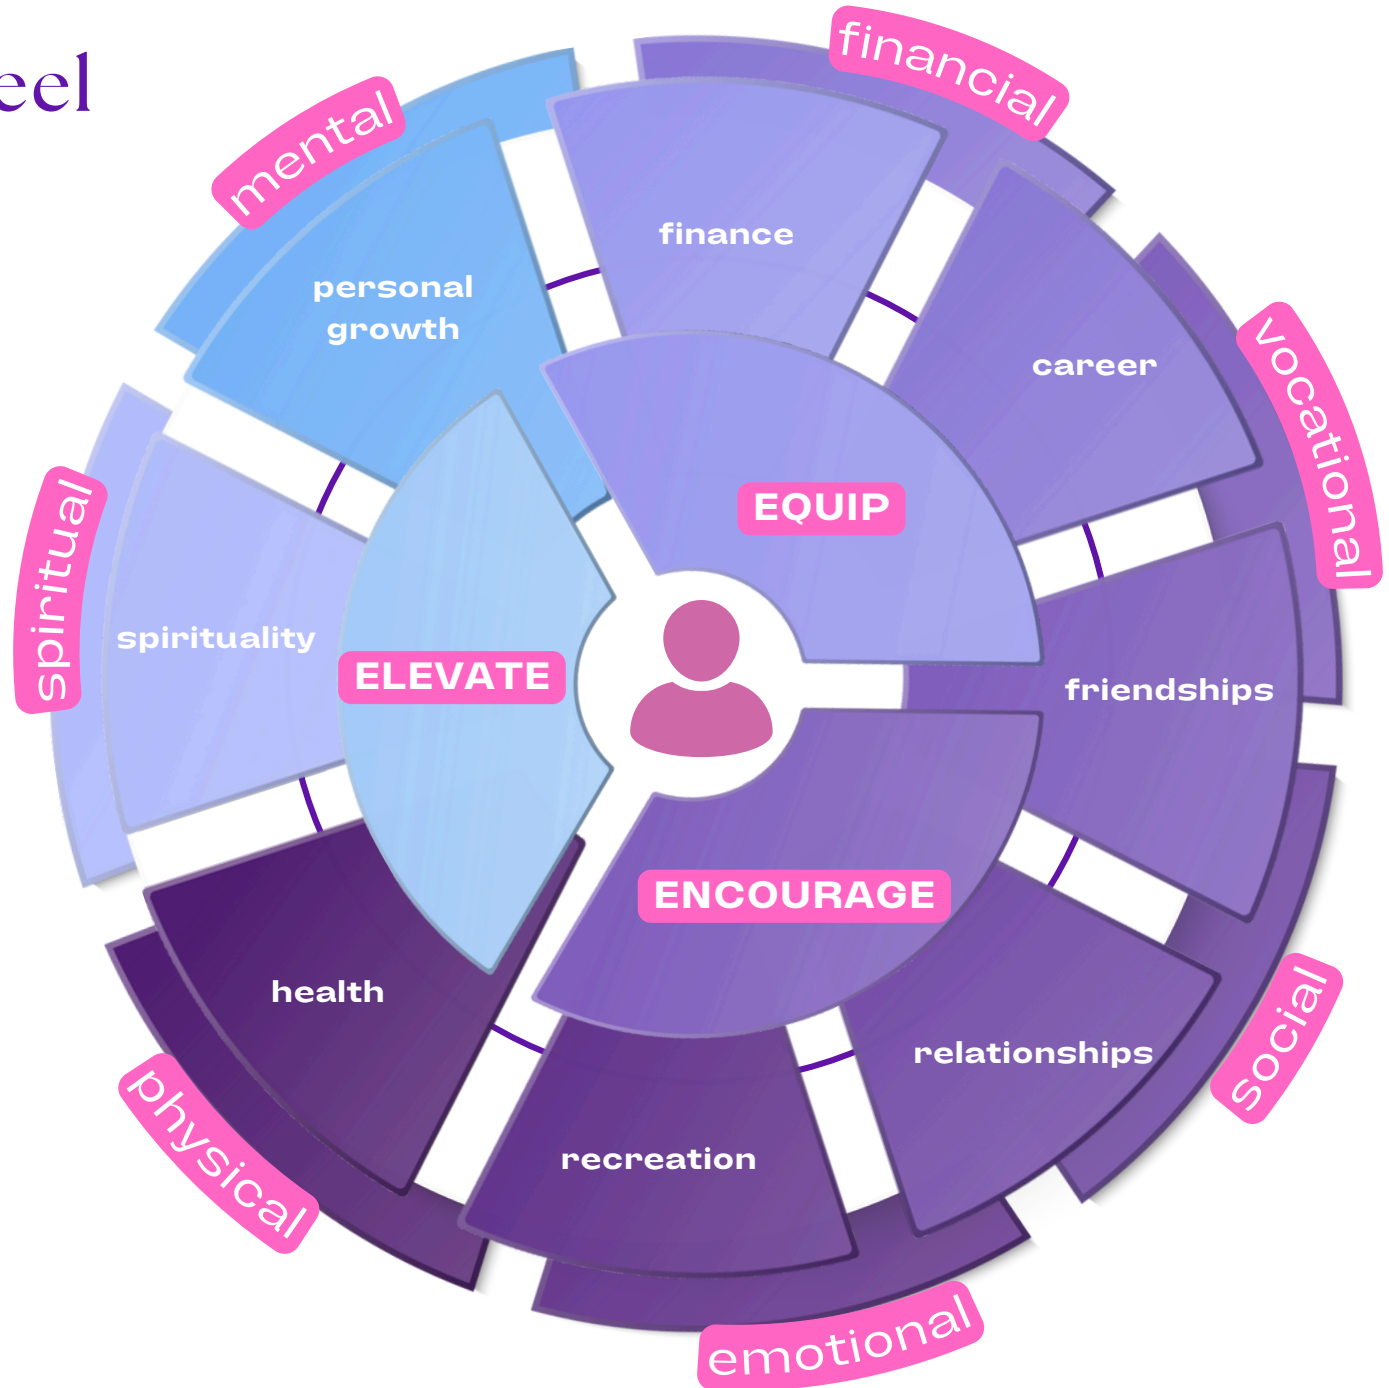 eel
financial
mental
finance
personal
growth
career
vocational
EQUIP
spiritual
spirituality
ELEVATE
friendships
ENCOURAGE
health
relationships
social
physical
recreation
emotional